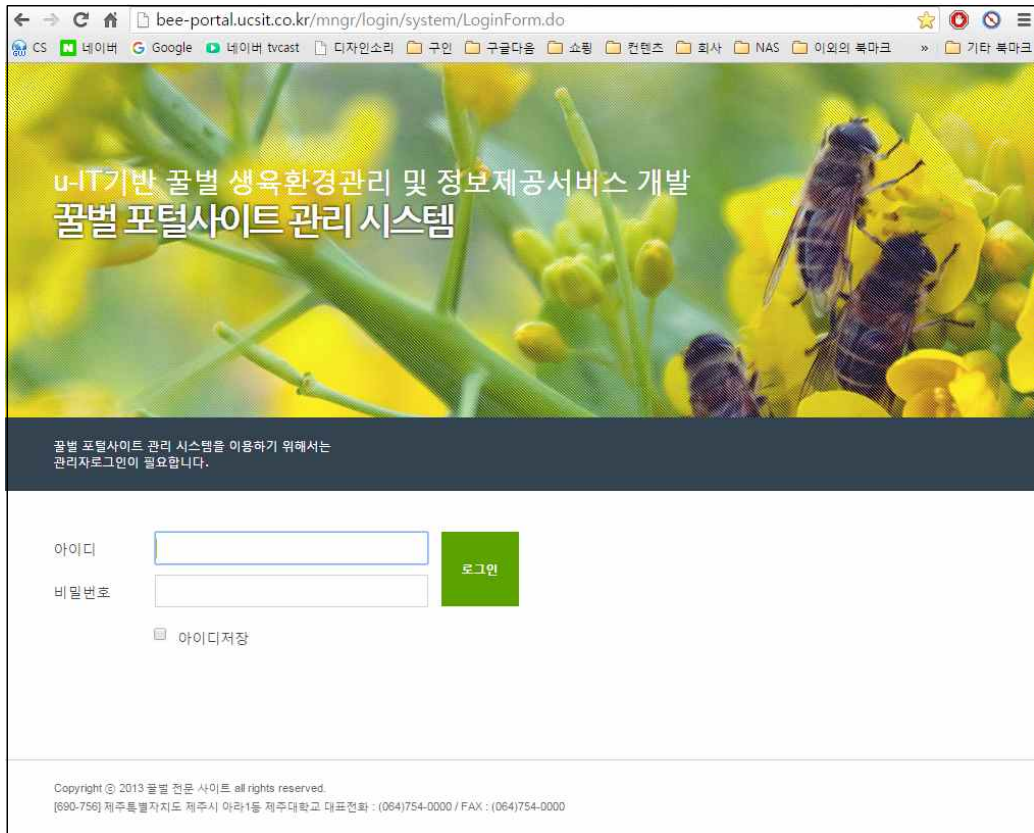 bee-portal.ucsit.co.kr/mngr/login/system/LoginForm.do
CS 네이버 Google 네이버 tvcast 디자인소리 구인 구글다음 쇼핑 컨텐츠 회사 NAS 이외의 북마크 » 기타 북마크
u-IT기반 꿀벌 생육환경관리 및 정보제공서비스 개발
꿀벌 포털사이트 관리 시스템
꿀벌 포털사이트 관리 시스템을 이용하기 위해서는
관리자로그인이 필요합니다.
아이디
로그인
비밀번호
아이디저장
Copyright ⓒ 2013 꿀벌 전문 사이트 all rights reserved.
[690-756] 제주특별자치도 제주시 아라1동 제주대학교 대표전화 : (064)754-0000 / FAX : (064)754-0000